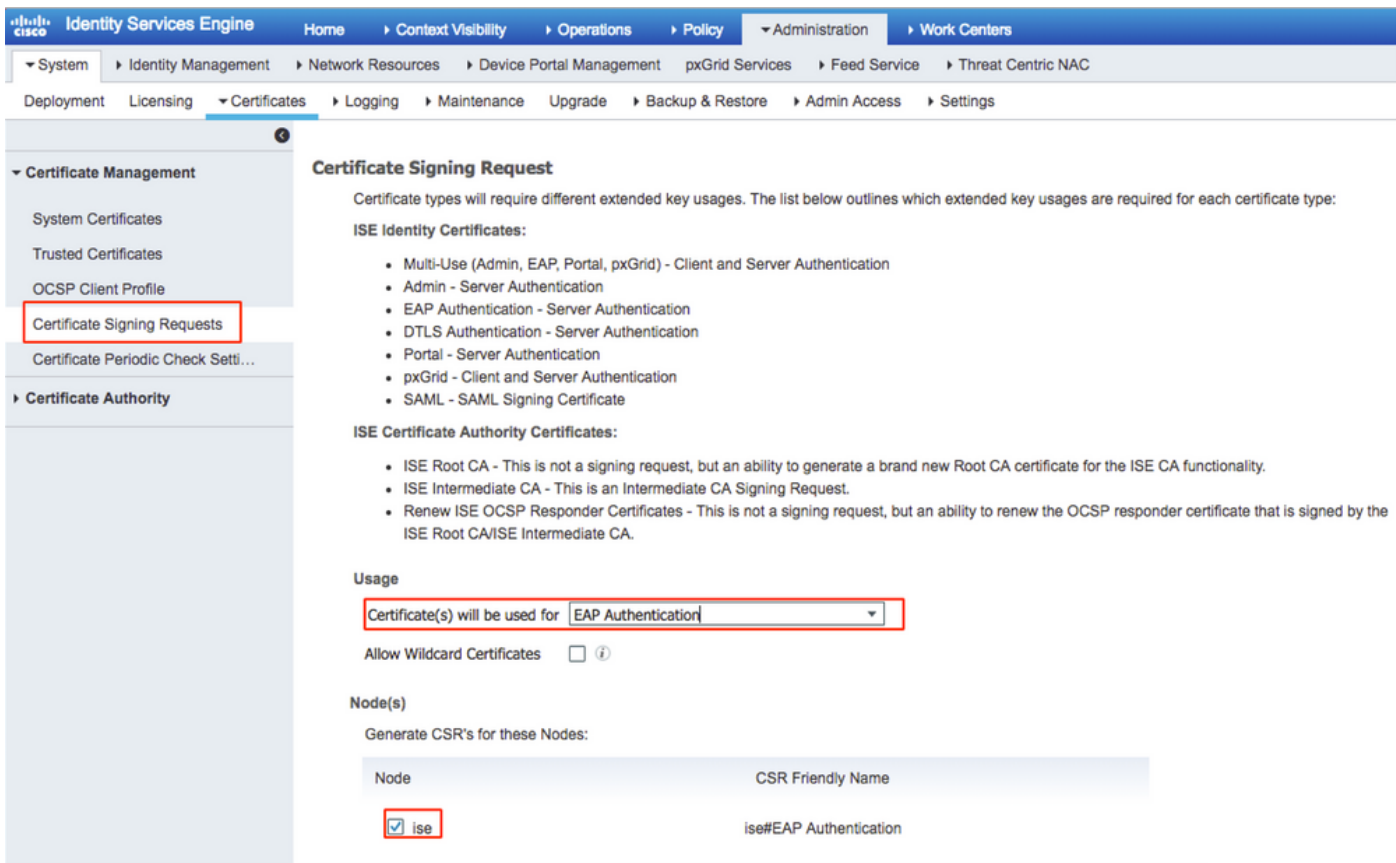 cisco Identity Services Engine Home Context Visibility Operations Policy Administration Work Centers
System Identity Management Network Resources Device Portal Management pxGrid Services Feed Service Threat Centric NAC
Deployment Licensing Certificates Logging Maintenance Upgrade Backup & Restore Admin Access Settings
Certificate Management
System Certificates
Trusted Certificates
OCSP Client Profile
Certificate Signing Requests
Certificate Periodic Check Setti...
Certificate Authority
Certificate Signing Request
Certificate types will require different extended key usages. The list below outlines which extended key usages are required for each certificate type:
ISE Identity Certificates:
Multi-Use (Admin, EAP, Portal, pxGrid) - Client and Server Authentication
Admin - Server Authentication
EAP Authentication - Server Authentication
DTLS Authentication - Server Authentication
Portal - Server Authentication
pxGrid - Client and Server Authentication
SAML - SAML Signing Certificate
ISE Certificate Authority Certificates:
ISE Root CA - This is not a signing request, but an ability to generate a brand new Root CA certificate for the ISE CA functionality.
ISE Intermediate CA - This is an Intermediate CA Signing Request.
Renew ISE OCSP Responder Certificates - This is not a signing request, but an ability to renew the OCSP responder certificate that is signed by the
ISE Root CA/ISE Intermediate CA.
Usage
Certificate(s) will be used for EAP Authentication
Allow Wildcard Certificates i
Node(s)
Generate CSR's for these Nodes:
Node CSR Friendly Name
ise ise#EAP Authentication